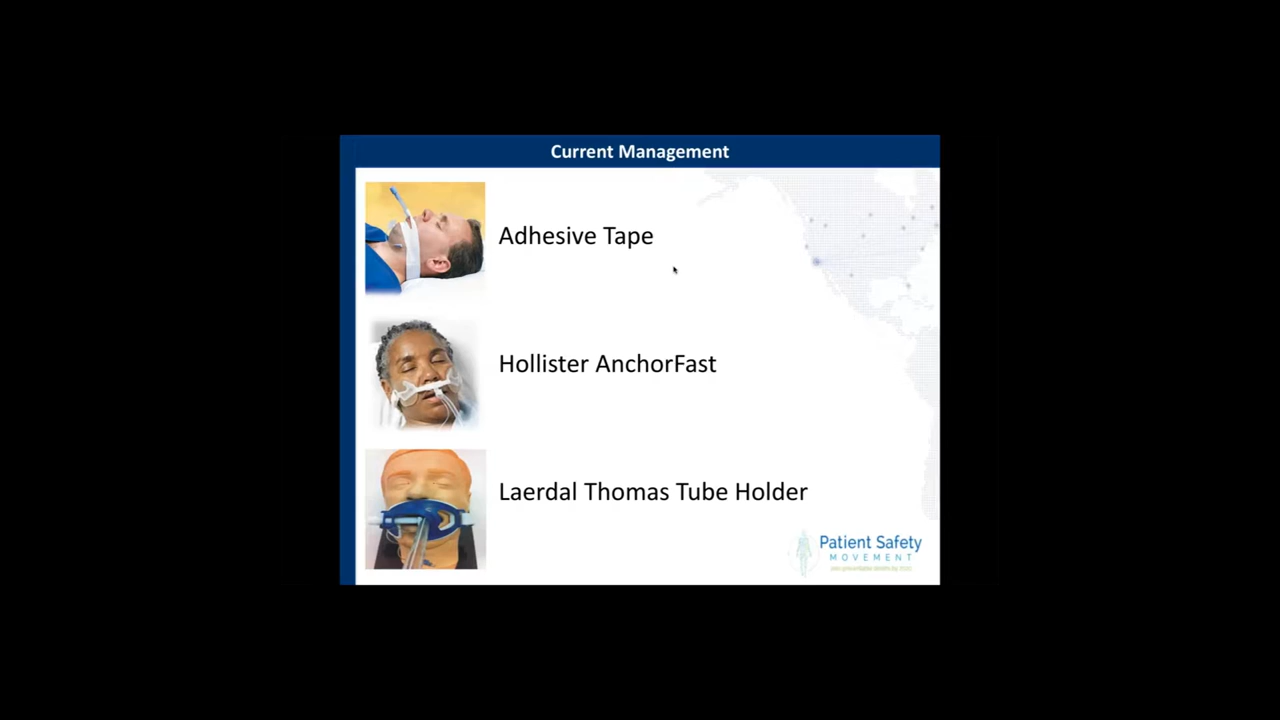 Current Management
Adhesive Tape
Hollister AnchorFast
Laerdal Thomas Tube Holder
Patient Safety
MOVEMENT